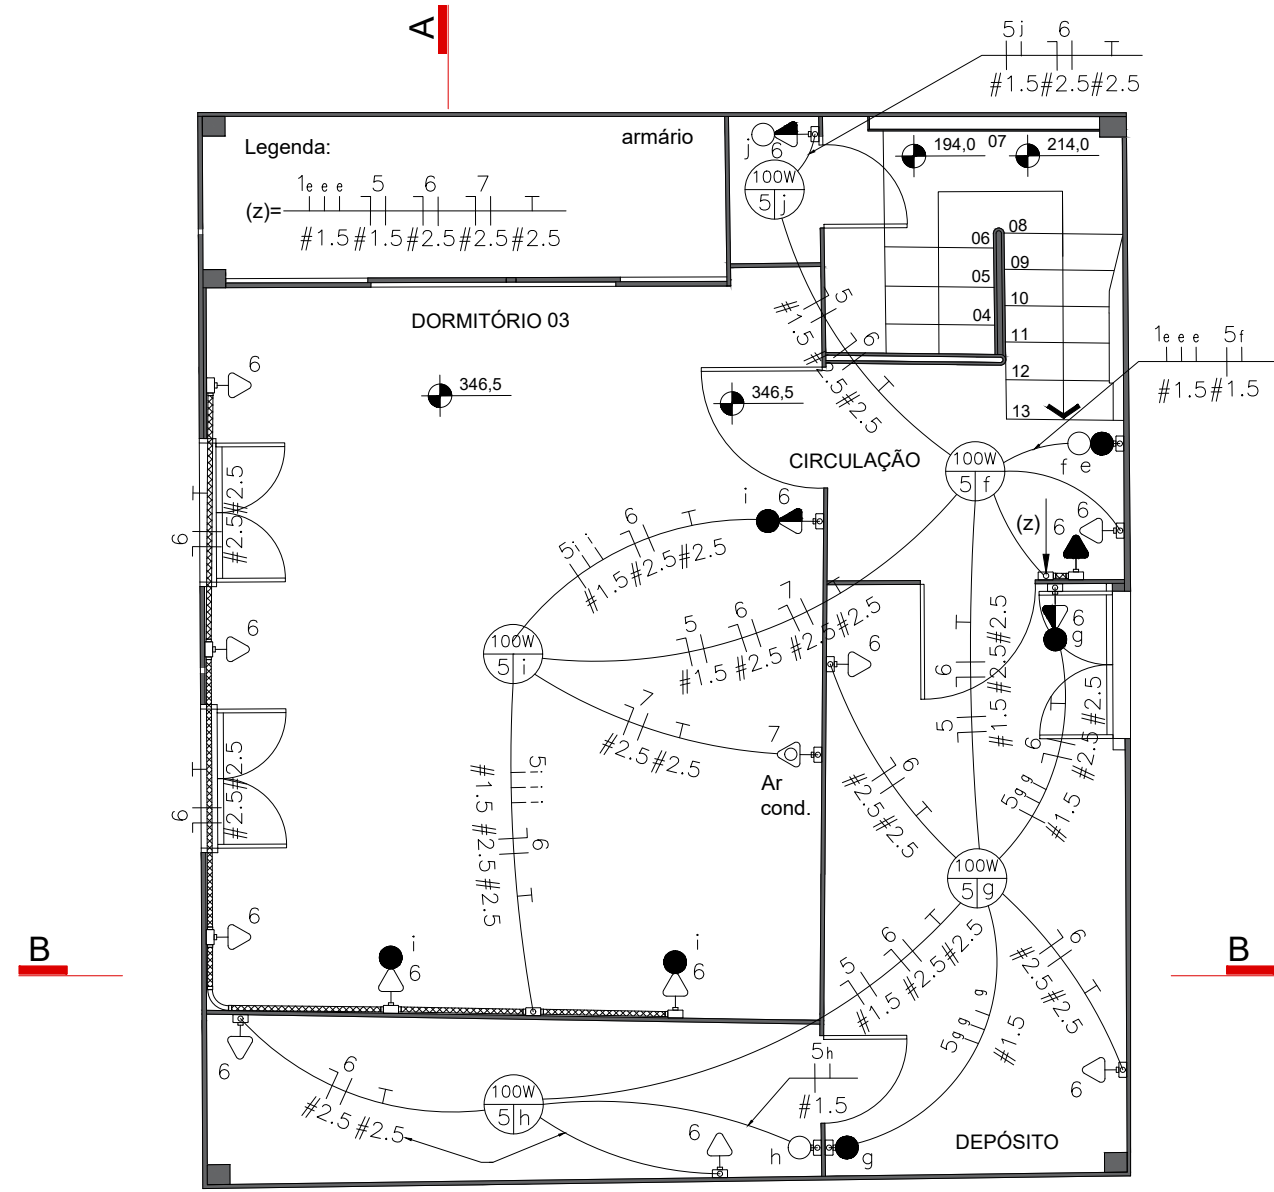 A
5j 6
#1.5#2.5#2.5
Legenda:
armário
1e e e 5 6 7
(z)=
#1.5#1.5#2.5#2.5#2.5
j
6
100W
5 j
194,0 07 214,0
06
05
04
08
09
10
11
12
13
DORMITÓRIO 03
346,5
346,5
5
#1.5
6
#2.5#2.5
1e e e 5f
#1.5#1.5
CIRCULAÇÃO
100W
5 f
f e
6
(z)
6
6
6
#2.5#2.5
i 6
5i i 6
#1.5#2.5#2.5
5 6 7
#1.5#2.5#2.5#2.5
100W
5 i
6
6
6
g
7
#2.5#2.5
7
Ar
cond.
6
5
#1.5#2.5#2.5
6
5g g
#1.5 #2.5#2.5
6
#2.5#2.5
5i i i
6
#1.5 #2.5#2.5
6
#2.5#2.5
100W
5 g
6
i
6
i
6
B
B
5 6
#1.5#2.5#2.5
5g g g
#1.5
6
#2.5#2.5
6
6
6
#2.5#2.5
100W
5 h
5h
#1.5
6
h
g
DEPÓSITO